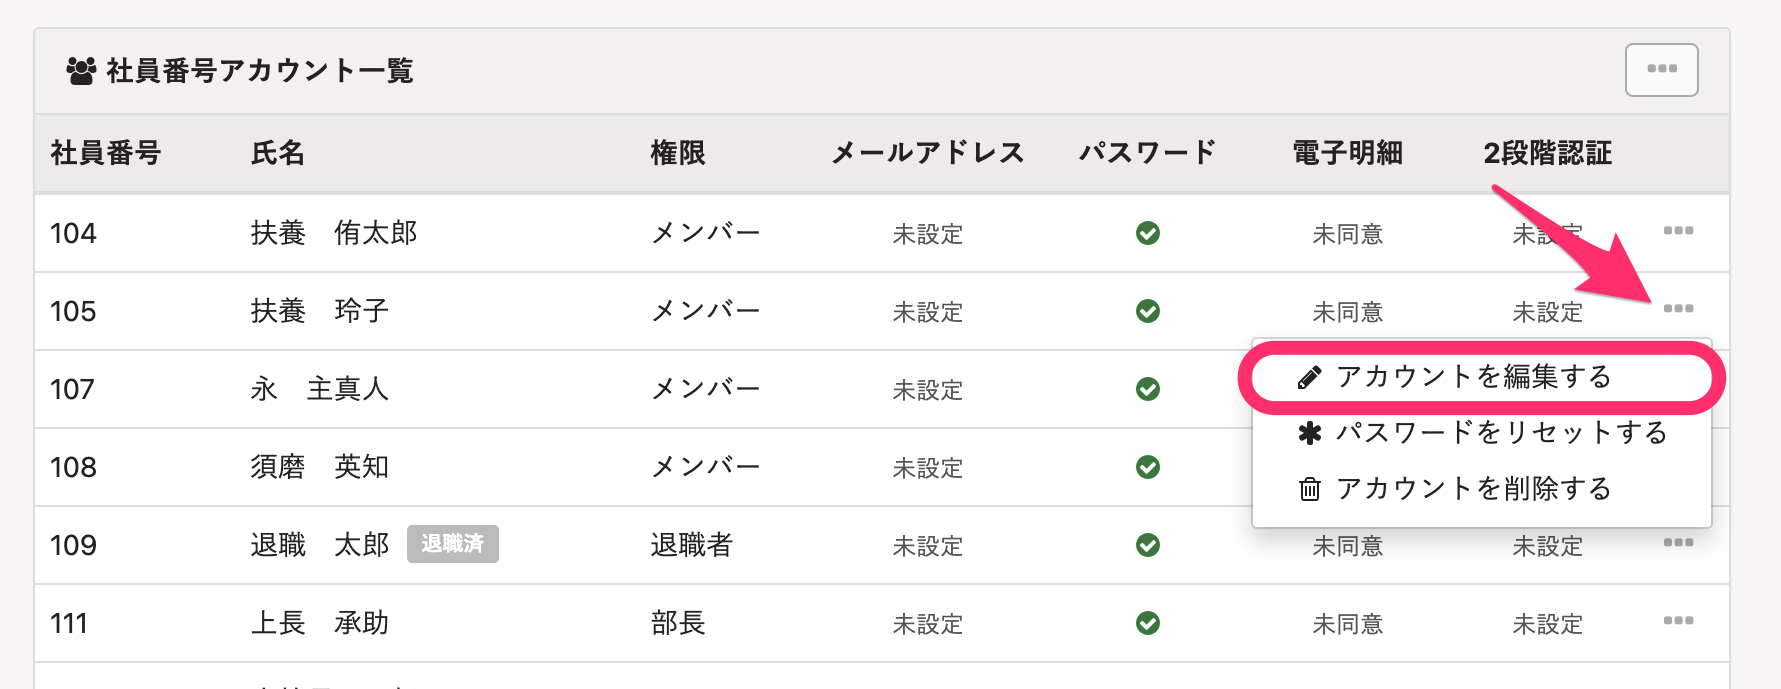 社員番号アカウント一覧
社員番号 氏名 権限 メールアドレス パスワード 電子明細 2段階認証
104 扶養　侑太郎 メンバー 未設定 未同意 未設定
105 扶養　玲子 メンバー 未設定 未同意 未設定
アカウントを編集する
107 永　主真人 メンバー 未設定
パスワードをリセットする
108 須磨　英知 メンバー 未設定
アカウントを削除する
109 退職　太郎 退職済 退職者 未設定 未同意 未設定
111 上長　承助 部長 未設定 未同意 未設定